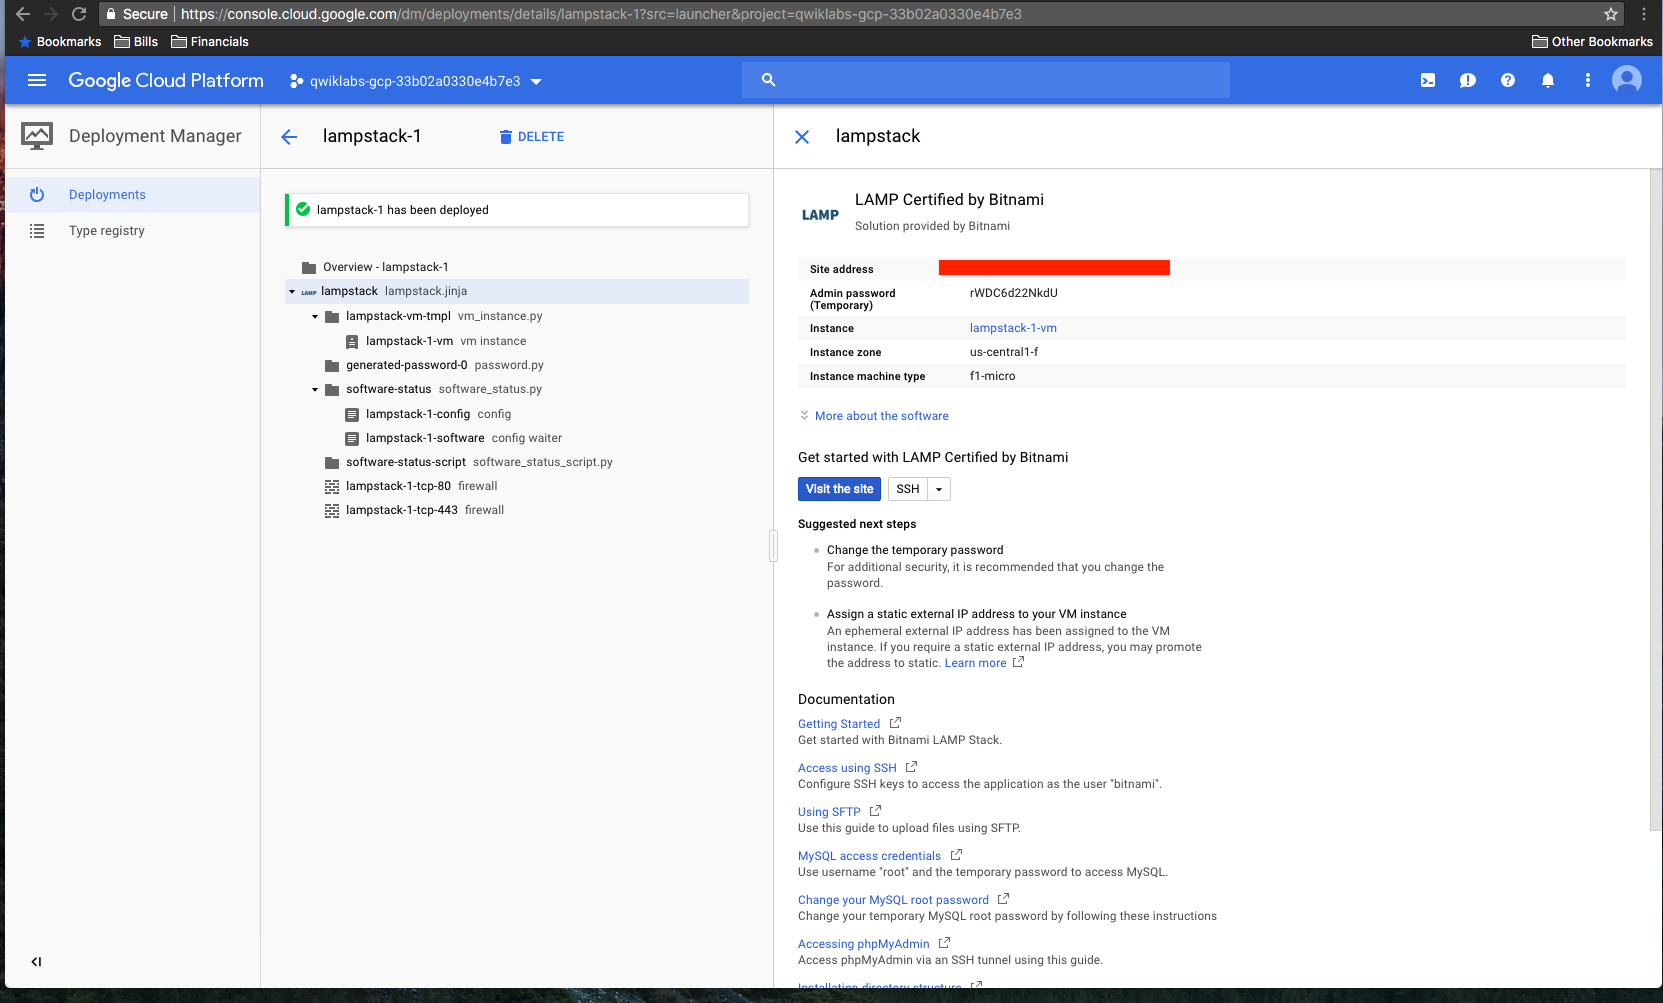 Secure https://console.cloud.google.com/dm/deployments/details/lampstack-1?src=launcher&project=qwiklabs-gcp-33b02a0330e4b7e3
Bookmarks Bills Financials Other Bookmarks
Google Cloud Platform qwiklabs-gcp-33b02a0330e4b7e3
Deployment Manager
Deployments
Type registry
lampstack-1 DELETE
lampstack-1 has been deployed
Overview - lampstack-1
LAMP lampstack lampstack.jinja
lampstack-vm-tmpl vm_instance.py
lampstack-1-vm vm instance
generated-password-0 password.py
software-status software_status.py
lampstack-1-config config
lampstack-1-software config waiter
software-status-script software_status_script.py
lampstack-1-tcp-80 firewall
lampstack-1-tcp-443 firewall
lampstack
LAMP
LAMP Certified by Bitnami
Solution provided by Bitnami
Site address
Admin password (Temporary) rWDC6d22NkdU
Instance lampstack-1-vm
Instance zone us-central1-f
Instance machine type f1-micro
More about the software
Get started with LAMP Certified by Bitnami
Visit the site SSH
Suggested next steps
Change the temporary password
For additional security, it is recommended that you change the
password.
Assign a static external IP address to your VM instance
An ephemeral external IP address has been assigned to the VM
instance. If you require a static external IP address, you may promote
the address to static. Learn more
Documentation
Getting Started
Get started with Bitnami LAMP Stack.
Access using SSH
Configure SSH keys to access the application as the user "bitnami".
Using SFTP
Use this guide to upload files using SFTP.
MySQL access credentials
Use username "root" and the temporary password to access MySQL.
Change your MySQL root password
Change your temporary MySQL root password by following these instructions
Accessing phpMyAdmin
Access phpMyAdmin via an SSH tunnel using this guide.
Installation directory structure